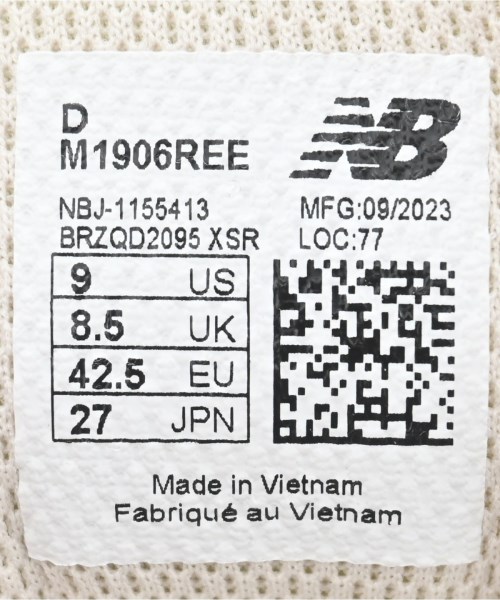 D
M1906REE
NB
NBJ-1155413
BRZQD2095 XSR
MFG:09/2023
LOC:77
9 US
8.5 UK
42.5 EU
27 JPN
Made in Vietnam
Fabriqué au Vietnam